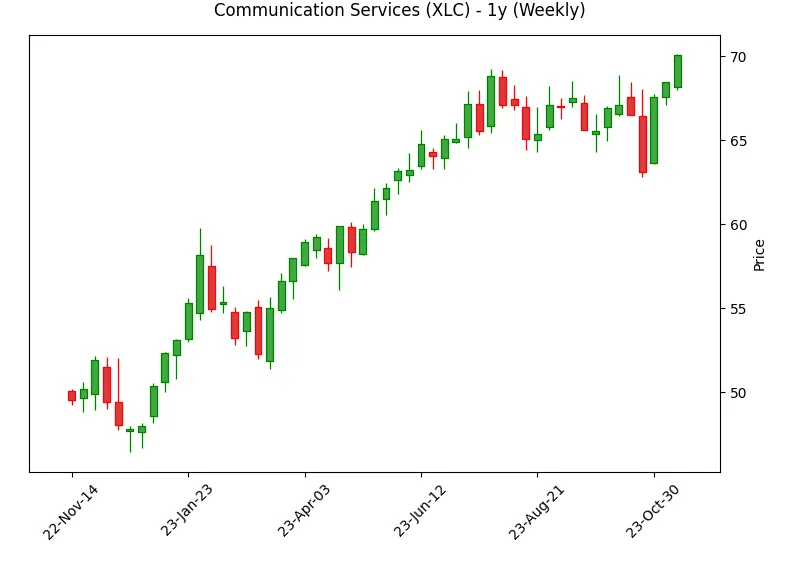 Communication Services (XLC) - 1y (Weekly)
70
65
60
55
50
Price
22-Nov-14
23-Jan-23
23-Apr-03
23-Jun-12
23-Aug-21
23-Oct-30